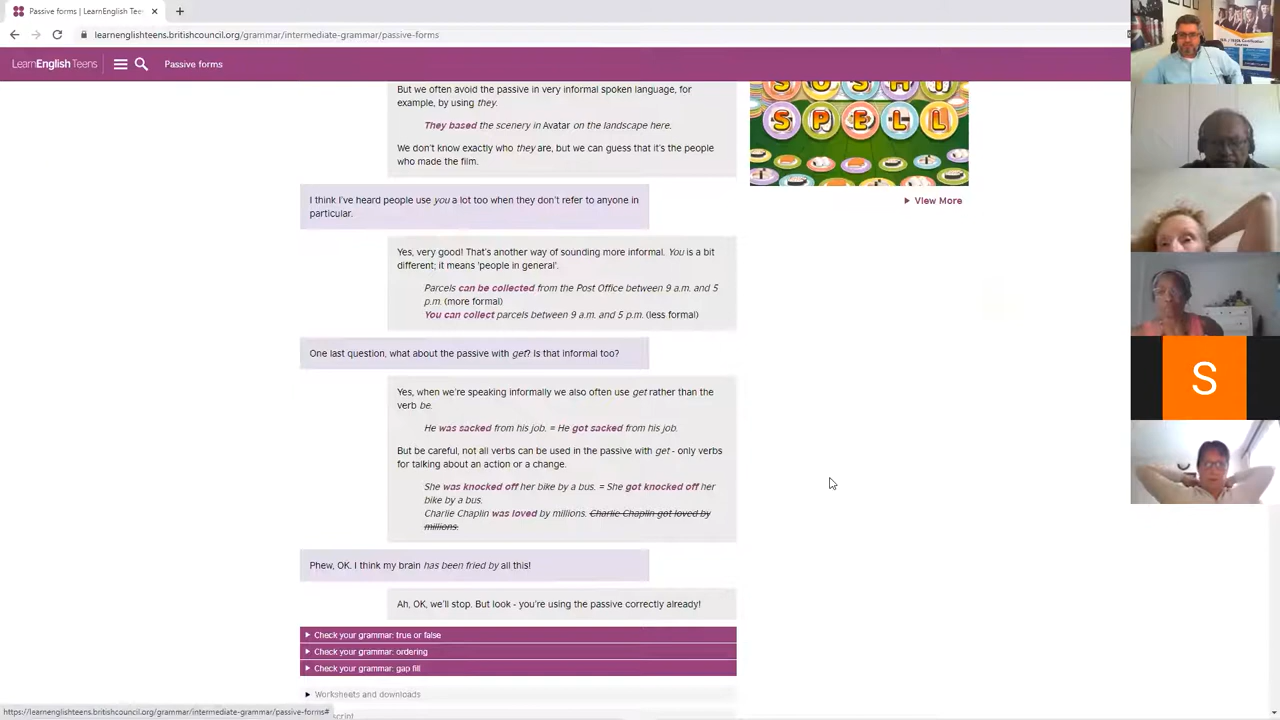 Passive forms | LearnEnglish Tee
learnenglishteens.britishcouncil.org/grammar/intermediate-grammar/passive-forms
LearnEnglish Teens
Passive forms
But we often avoid the passive in very informal spoken language, for
example, by using they.
They based the scenery in Avatar on the landscape here.
We don't know exactly who they are, but we can guess that it's the people
who made the film.
SUSHI
SPELL
View More
I think I've heard people use you a lot too when they don't refer to anyone in
particular.
Yes, very good! That's another way of sounding more informal. You is a bit
different; it means 'people in general'.
Parcels can be collected from the Post Office between 9 a.m. and 5
p.m. (more formal)
You can collect parcels between 9 a.m. and 5 p.m. (less formal)
One last question, what about the passive with get? Is that informal too?
Yes, when we're speaking informally we also often use get rather than the
verb be.
He was sacked from his job. = He got sacked from his job.
But be careful, not all verbs can be used in the passive with get - only verbs
for talking about an action or a change.
She was knocked off her bike by a bus. = She got knocked off her
bike by a bus.
Charlie Chaplin was loved by millions. Charlie Chaplin got loved by
millions.
Phew, OK. I think my brain has been fried by all this!
Ah, OK, we'll stop. But look - you're using the passive correctly already!
Check your grammar: true or false
Check your grammar: ordering
Check your grammar: gap fill
Worksheets and downloads
https://learnenglishteens.britishcouncil.org/grammar/intermediate-grammar/passive-forms#
script
S